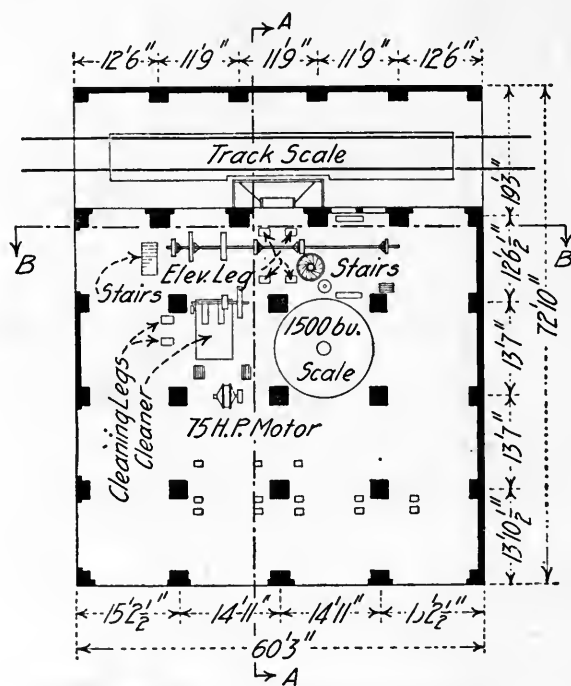 A
12'6" 11'9" 11'9" 11'9" 12'6"
Track Scale
19'3½"
B B
12'6½"
Stairs Elev. Leg Stairs
72'10"
1500 bu.
Scale
13'7"
Cleaning Legs
Cleaner
75 H.P. Motor
13'7"
13'10½"
15'2½" 14'11" 14'11" 15'2½"
60'3"
A